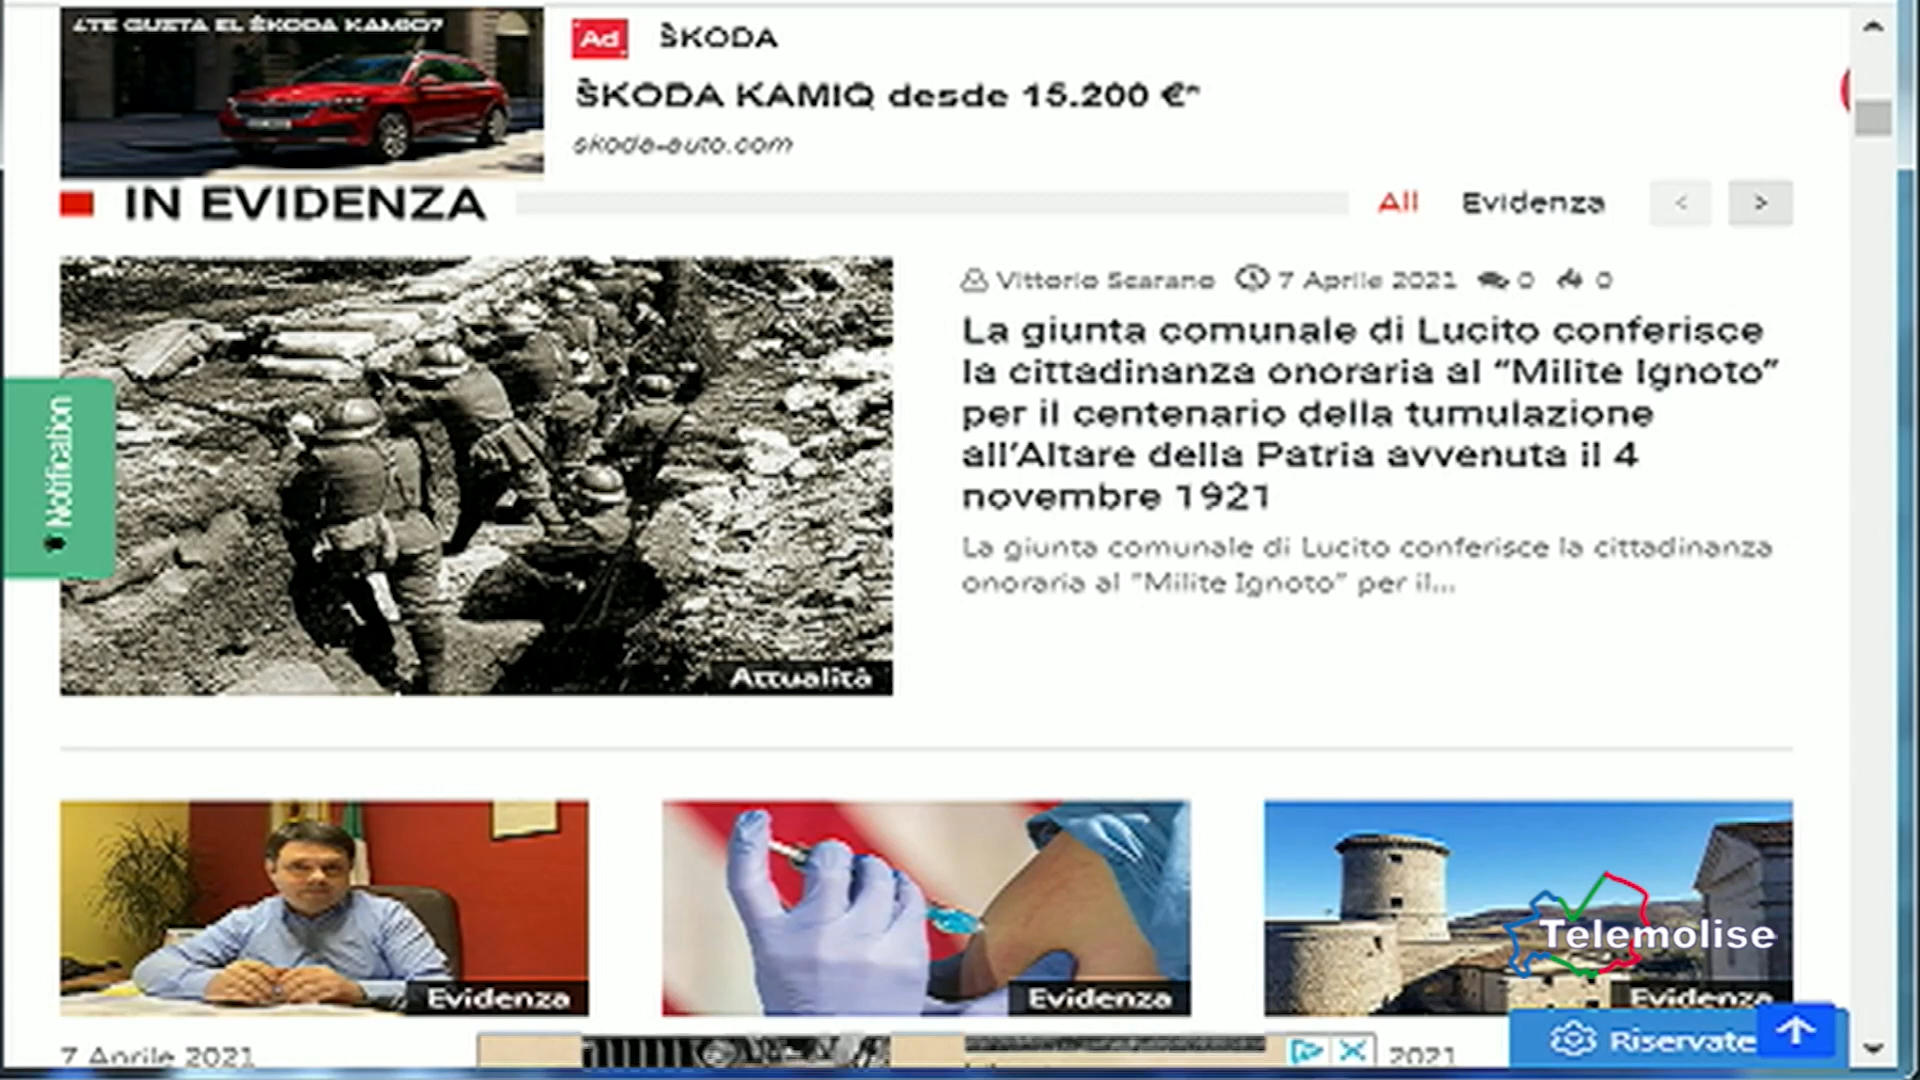 ¿TE GUSTA EL ŠKODA KAMIQ?
Ad ŠKODA
ŠKODA KAMIQ desde 15.200 €*
skoda-auto.com
IN EVIDENZA
All Evidenza < >
Notification
Vittorio Scarano 7 Aprile 2021 0 0
La giunta comunale di Lucito conferisce
la cittadinanza onoraria al “Milite Ignoto”
per il centenario della tumulazione
all’Altare della Patria avvenuta il 4
novembre 1921
La giunta comunale di Lucito conferisce la cittadinanza
onoraria al "Milite Ignoto" per il...
Attualità
Evidenza
Evidenza
Telemolise
Evidenza
7 Aprile 2021
2021
Riservate